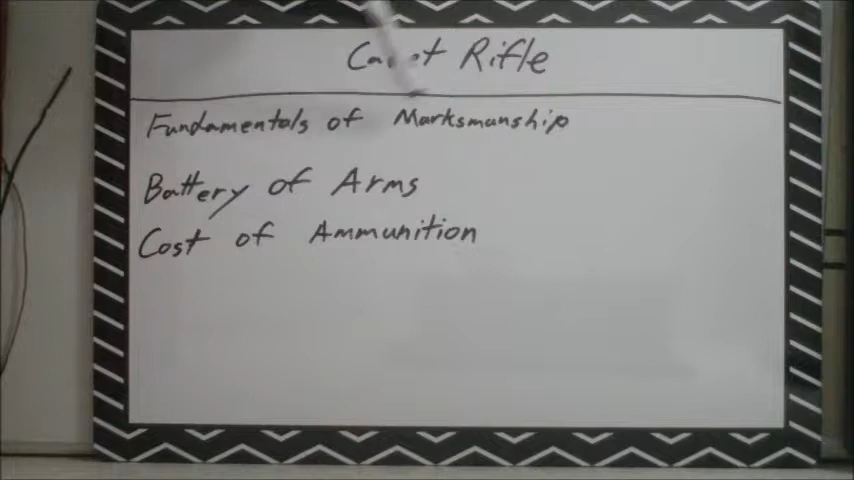 Rifle
Fundamentals of Marksmanship
Battery of Arms
Cost of Ammunition